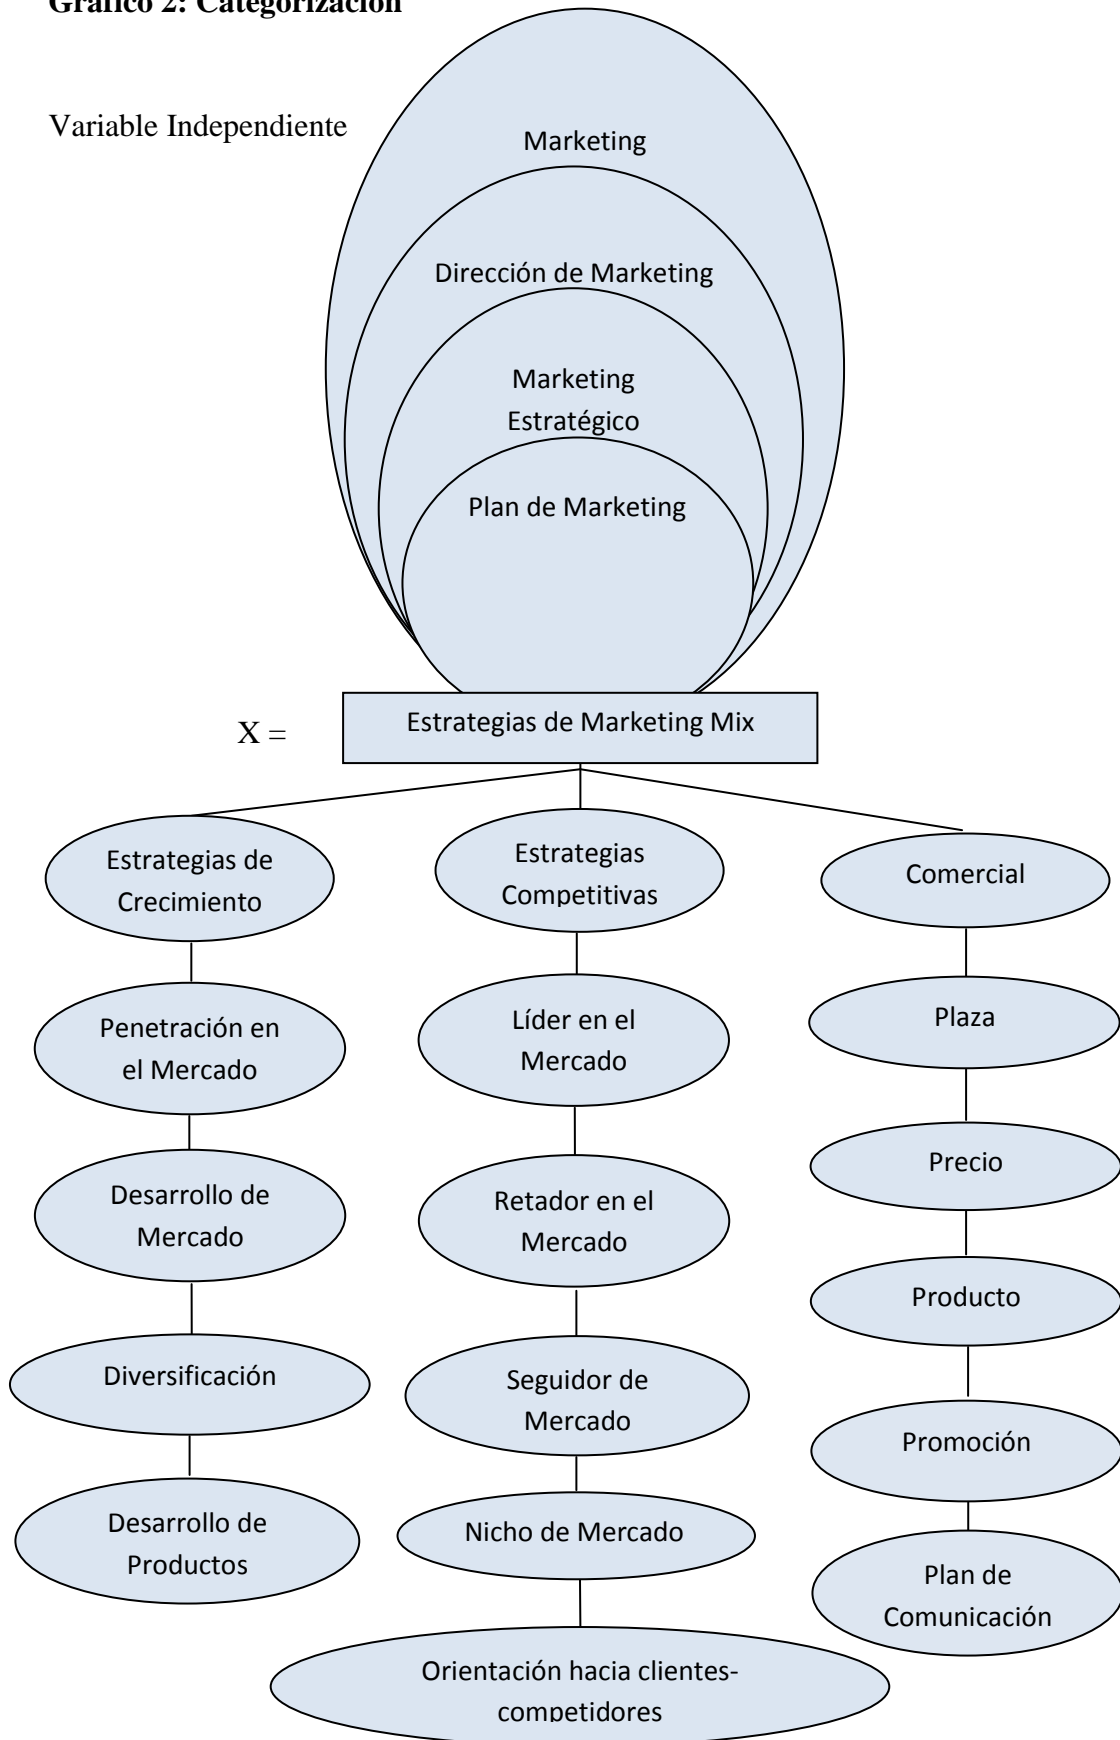 Gráfico 2: Categorización
Variable Independiente
Marketing
Dirección de Marketing
Marketing
Estratégico
Plan de Marketing
X =
Estrategias de Marketing Mix
Estrategias de
Crecimiento
Penetración en
el Mercado
Desarrollo de
Mercado
Diversificación
Desarrollo de
Productos
Estrategias
Competitivas
Líder en el
Mercado
Retador en el
Mercado
Seguidor de
Mercado
Nicho de Mercado
Orientación hacia clientes-
competidores
Comercial
Plaza
Precio
Producto
Promoción
Plan de
Comunicación